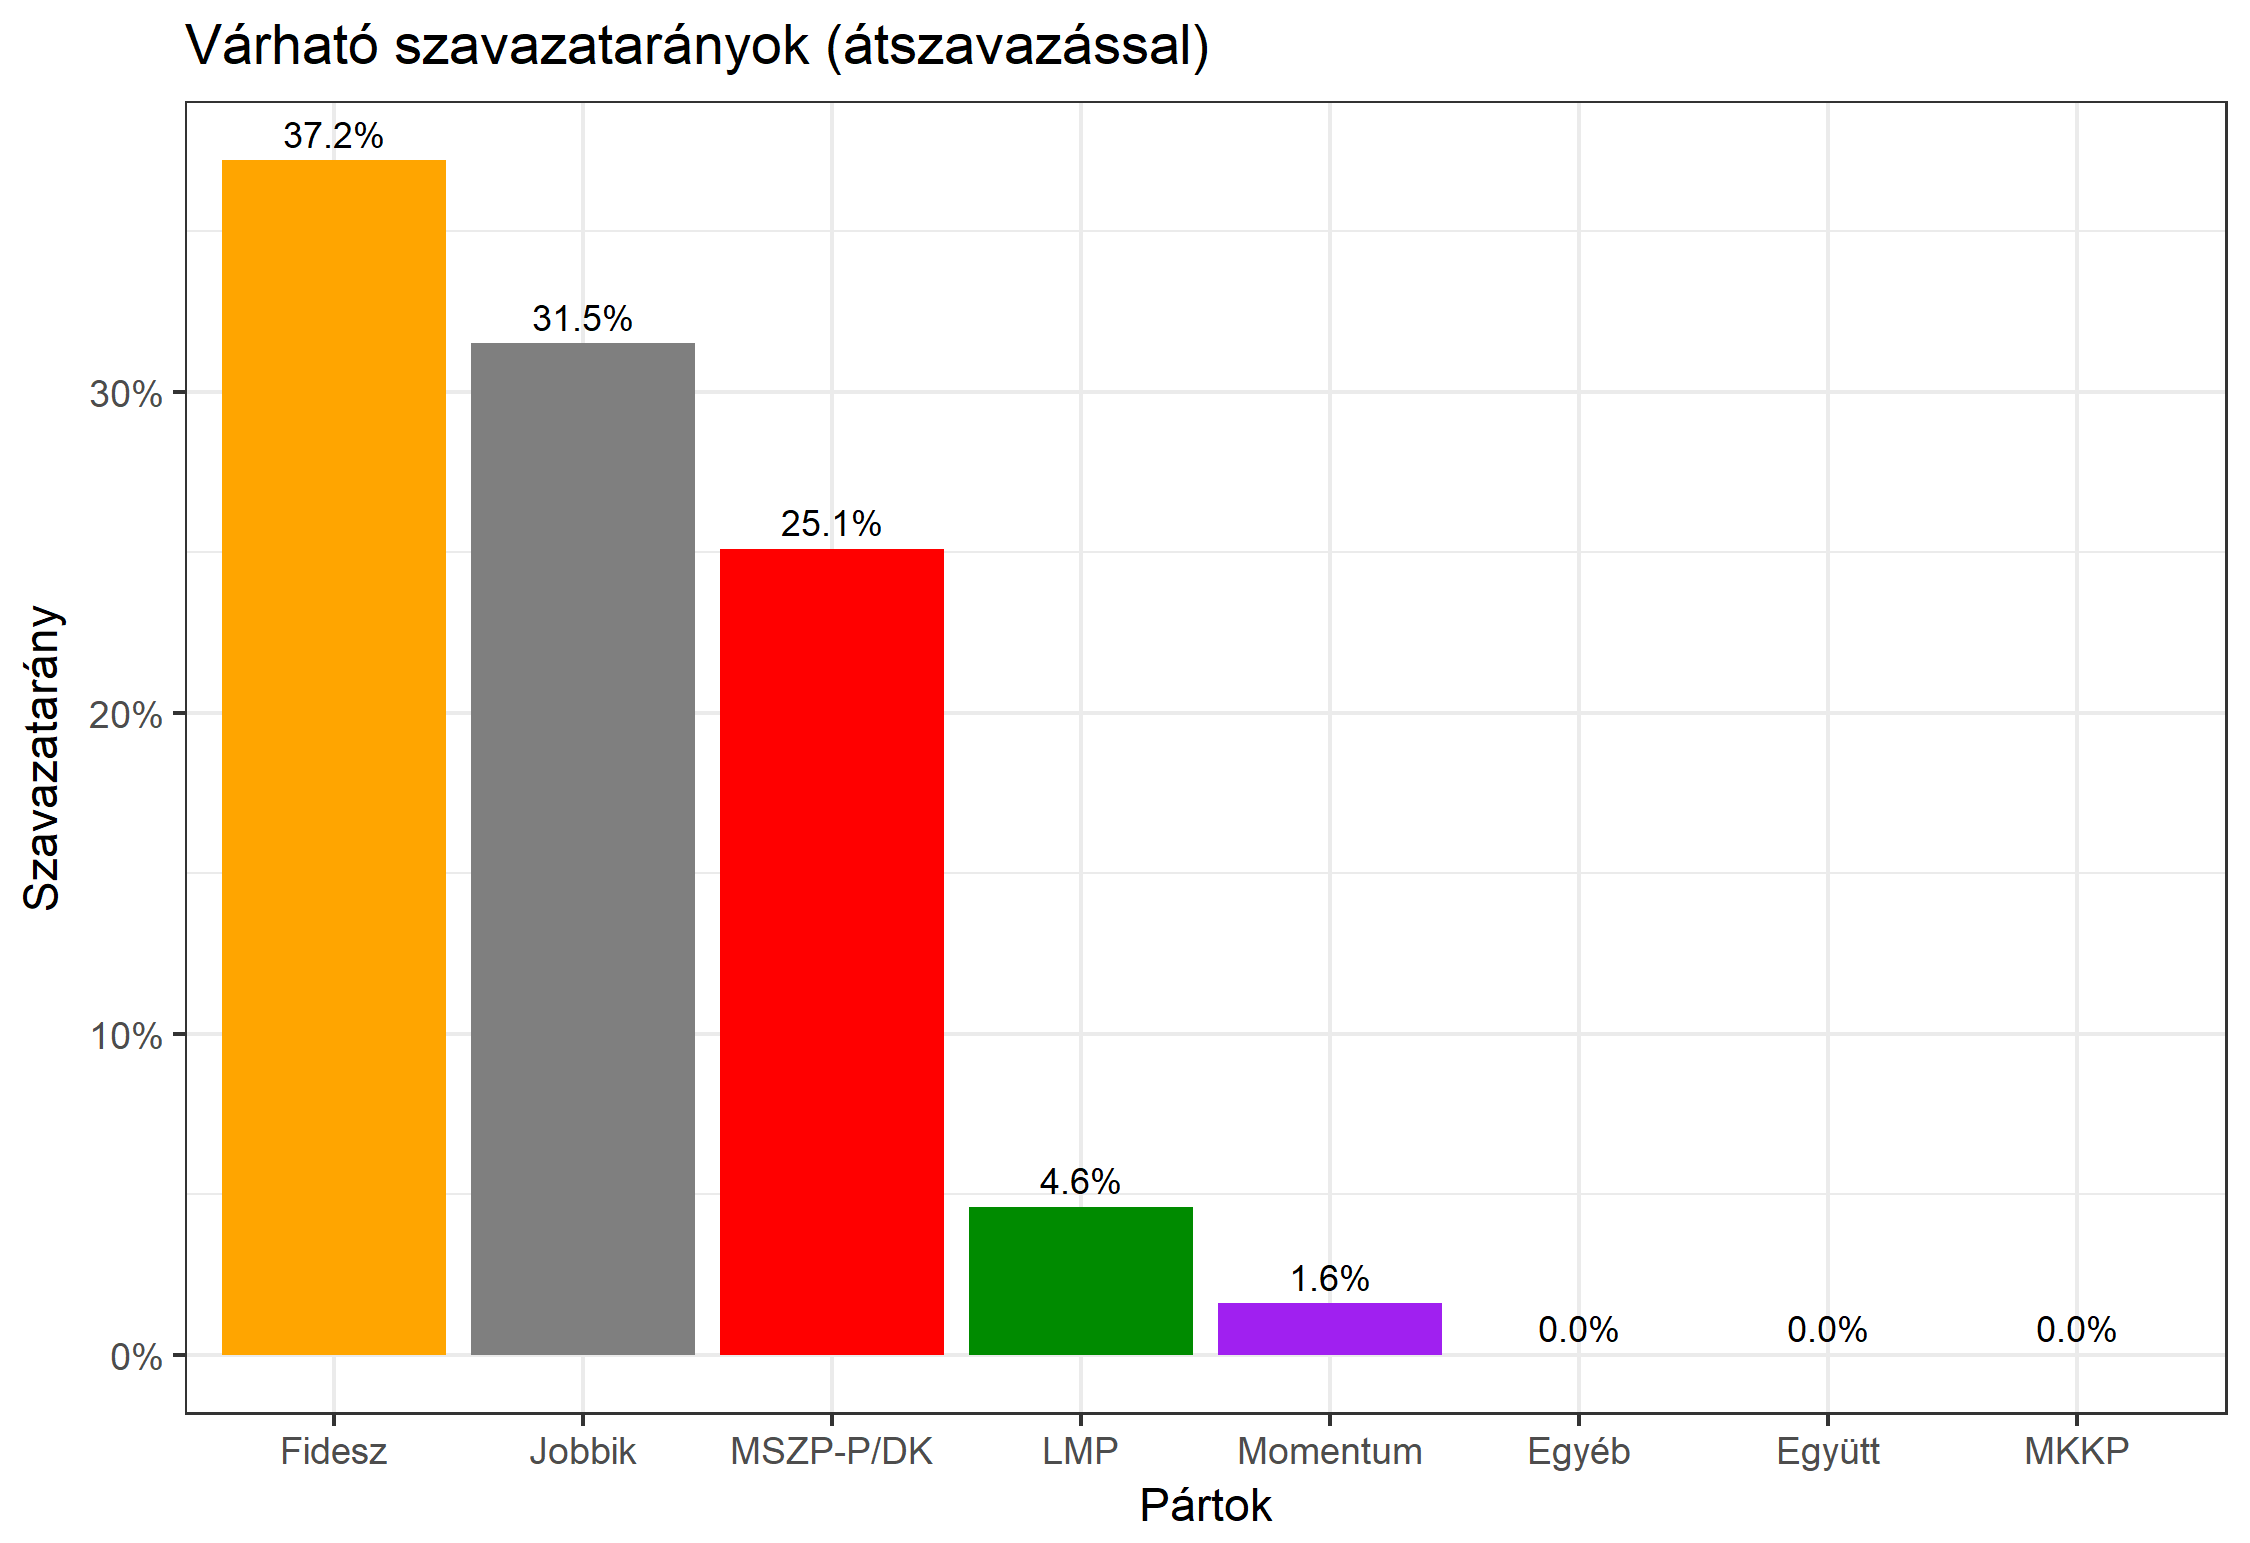 Várható szavazatarányok (átszavazással)
37.2%
31.5%
25.1%
4.6%
1.6%
0.0%
0.0%
0.0%
30%
20%
10%
0%
Szavazatarány
Fidesz
Jobbik
MSZP-P/DK
LMP
Momentum
Egyéb
Együtt
MKKP
Pártok